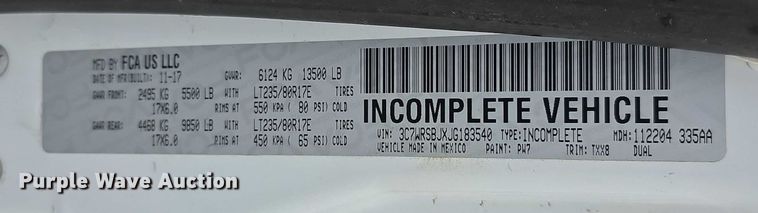 MFD BY FCA US LLC
DATE OF MFR(BUILT): 11-17 GVWR: 6124 KG 13500 LB
GAWR FRONT: 2495 KG 5500 LB LT235/80R17E TIRES
17X6.0 RIMS AT 550 KPA ( 80 PSI) COLD
GAWR REAR: 4468 KG 9850 LB LT235/80R17E TIRES
17X6.0 RIMS AT 450 KPA ( 65 PSI) COLD
INCOMPLETE VEHICLE
VIN: 3C7WRSBJXJG183540 TYPE: INCOMPLETE MDH: 112204 335AA
VEHICLE MADE IN MEXICO PAINT: PW7 TRIM: TXX8 DUAL
Purple Wave Auction